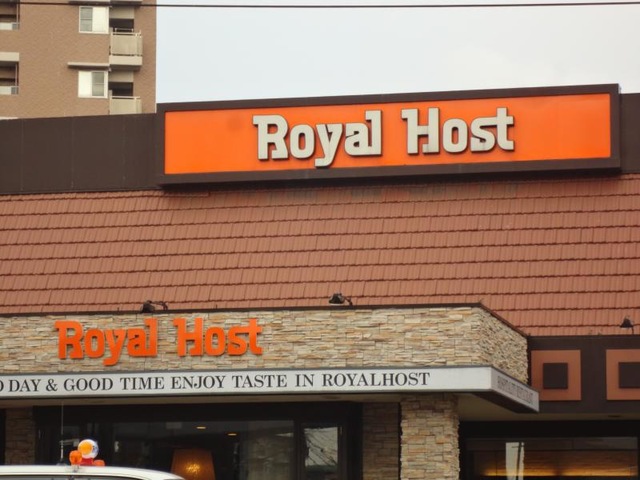 Royal Host
Royal Host
DAY & GOOD TIME ENJOY TASTE IN ROYALHOST